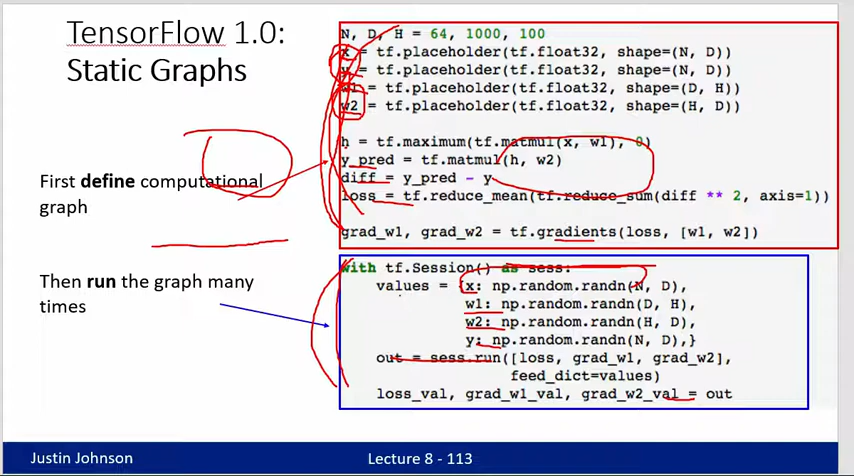 TensorFlow 1.0:
Static Graphs
First define computational
graph
Then run the graph many
times
N, D, H = 64, 1000, 100
x = tf.placeholder(tf.float32, shape=(N, D))
y = tf.placeholder(tf.float32, shape=(N, D))
w1 = tf.placeholder(tf.float32, shape=(D, H))
w2 = tf.placeholder(tf.float32, shape=(H, D))
h = tf.maximum(tf.matmul(x, w1), 0)
y_pred = tf.matmul(h, w2)
diff = y_pred - y
loss = tf.reduce_mean(tf.reduce_sum(diff ** 2, axis=1))
grad_w1, grad_w2 = tf.gradients(loss, [w1, w2])
with tf.Session() as sess:
values = {x: np.random.randn(N, D),
w1: np.random.randn(D, H),
w2: np.random.randn(H, D),
y: np.random.randn(N, D),}
out = sess.run([loss, grad_w1, grad_w2],
feed_dict=values)
loss_val, grad_w1_val, grad_w2_val = out
Justin Johnson
Lecture 8 - 113